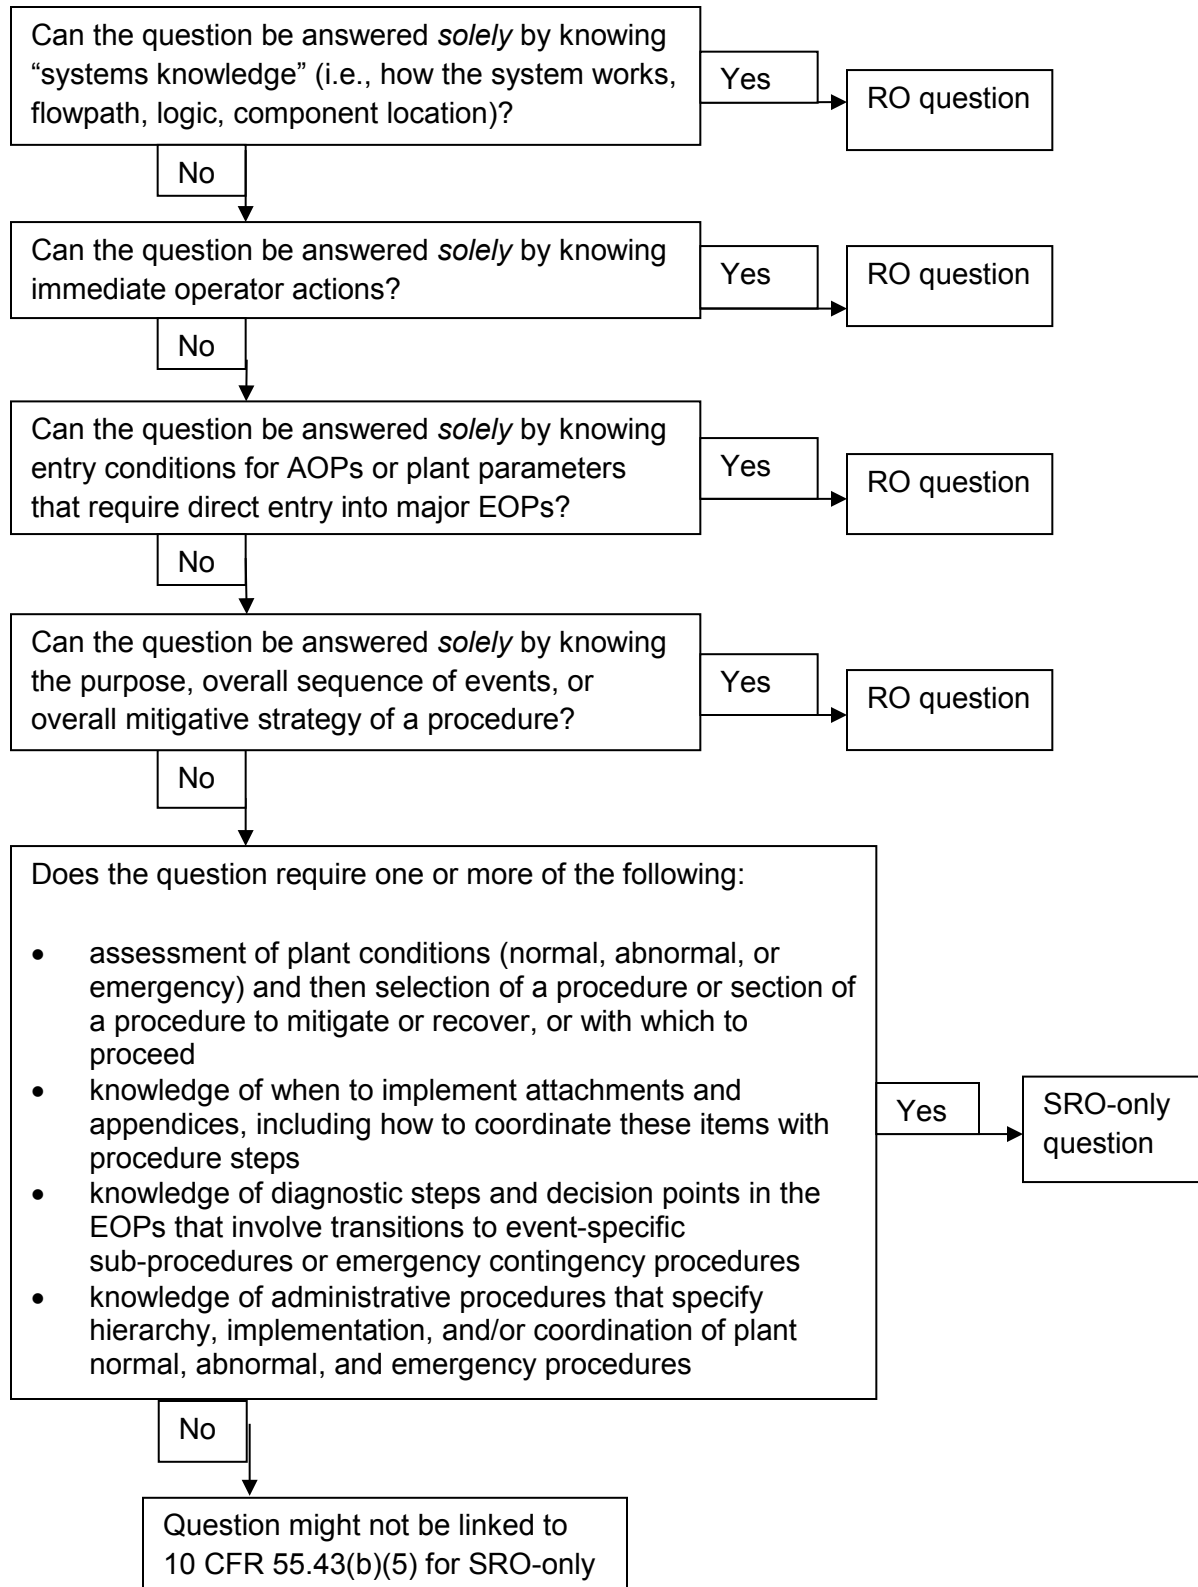 Can the question be answered solely by knowing
“systems knowledge” (i.e., how the system works,
flowpath, logic, component location)?
Yes
RO question
No
Can the question be answered solely by knowing
immediate operator actions?
Yes
RO question
No
Can the question be answered solely by knowing
entry conditions for AOPs or plant parameters
that require direct entry into major EOPs?
Yes
RO question
No
Can the question be answered solely by knowing
the purpose, overall sequence of events, or
overall mitigative strategy of a procedure?
Yes
RO question
No
Does the question require one or more of the following:
• assessment of plant conditions (normal, abnormal, or
emergency) and then selection of a procedure or section of
a procedure to mitigate or recover, or with which to
proceed
• knowledge of when to implement attachments and
appendices, including how to coordinate these items with
procedure steps
• knowledge of diagnostic steps and decision points in the
EOPs that involve transitions to event-specific
sub-procedures or emergency contingency procedures
• knowledge of administrative procedures that specify
hierarchy, implementation, and/or coordination of plant
normal, abnormal, and emergency procedures
Yes
SRO-only
question
No
Question might not be linked to
10 CFR 55.43(b)(5) for SRO-only